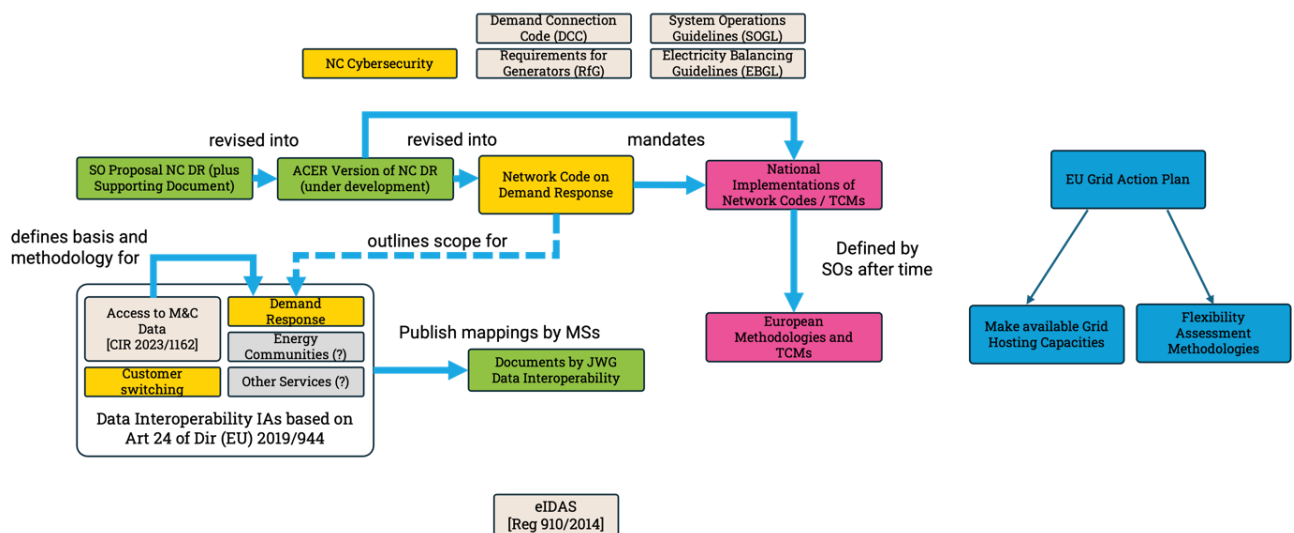 Demand Connection
Code (DCC)
System Operations
Guidelines (SOGL)
NC Cybersecurity
Requirements for
Generators (RfG)
Electricity Balancing
Guidelines (EBGL)
revised into
revised into
mandates
SO Proposal NC DR (plus
Supporting Document)
ACER Version of NC DR
(under development)
Network Code on
Demand Response
National
Implementations of
Network Codes / TCMs
EU Grid Action Plan
defines basis and
methodology for
outlines scope for
Defined by
SOs after time
Access to M&C
Data
[CIR 2023/1162]
Demand
Response
Energy
Communities (?)
Customer
switching
Other Services (?)
Data Interoperability IAs based on
Art 24 of Dir (EU) 2019/944
Publish mappings by MSs
Documents by JWG
Data Interoperability
European
Methodologies and
TCMs
Make available Grid
Hosting Capacities
Flexibility
Assessment
Methodologies
eIDAS
[Reg 910/2014]